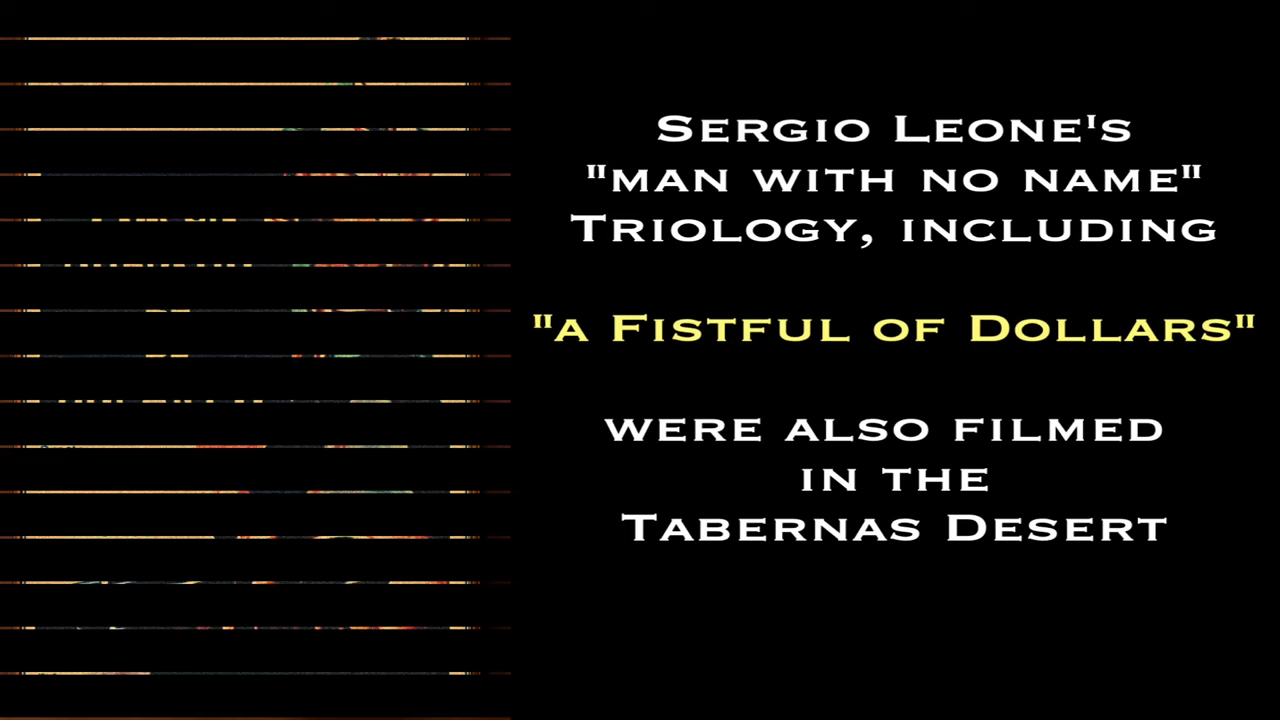 Sergio Leone's
"man with no name"
Triology, including
"a Fistful of Dollars"
were also filmed
in the
Tabernas Desert